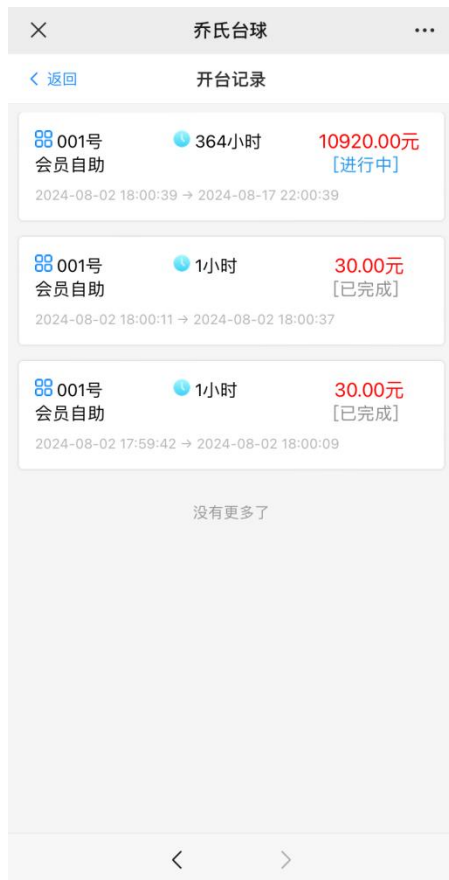 乔氏台球
返回
开台记录
001号 364小时 10920.00元
会员自助 [进行中]
2024-08-02 18:00:39 → 2024-08-17 22:00:39
001号 1小时 30.00元
会员自助 [已完成]
2024-08-02 18:00:11 → 2024-08-02 18:00:37
001号 1小时 30.00元
会员自助 [已完成]
2024-08-02 17:59:42 → 2024-08-02 18:00:09
没有更多了